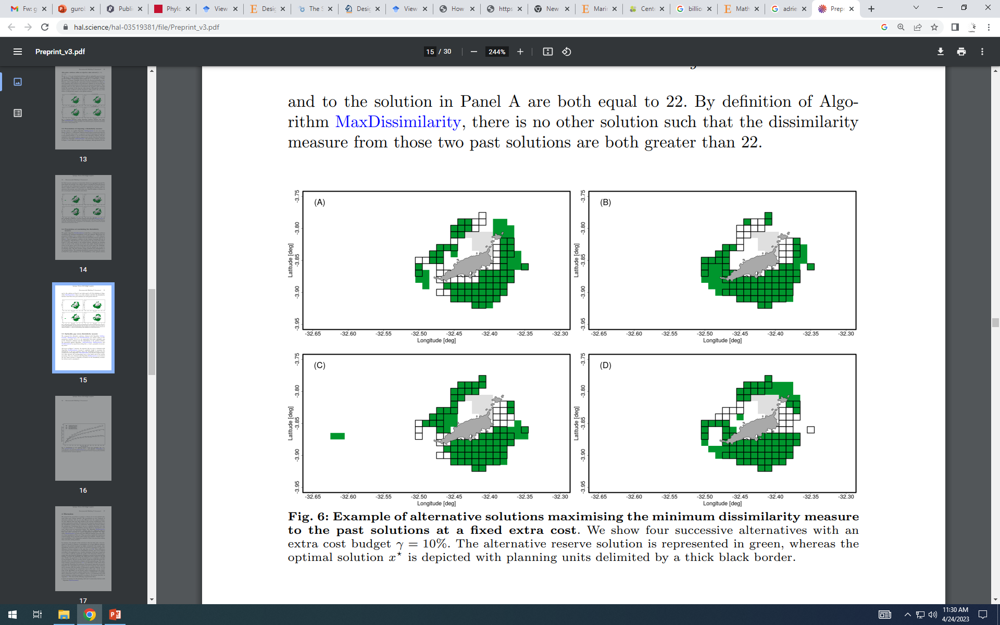 Fw: g
gurol
Publi
Phylo
View
Desig
The S
Desig
View
How
https
New
Marin
Cent
billio
Math
adrie
Prep
hal.science/hal-03519381/file/Preprint_v3.pdf
Preprint_v3.pdf
15 / 30
244%
13
14
15
16
17
and to the solution in Panel A are both equal to 22. By definition of Algo-
rithm MaxDissimilarity, there is no other solution such that the dissimilarity
measure from those two past solutions are both greater than 22.
(A)
-3.75
-3.80
-3.85
-3.90
-3.95
Latitude [deg]
-32.65 -32.60 -32.55 -32.50 -32.45 -32.40 -32.35 -32.30
Longitude [deg]
(B)
-3.75
-3.80
-3.85
-3.90
-3.95
Latitude [deg]
-32.65 -32.60 -32.55 -32.50 -32.45 -32.40 -32.35 -32.30
Longitude [deg]
(C)
-3.75
-3.80
-3.85
-3.90
-3.95
Latitude [deg]
-32.65 -32.60 -32.55 -32.50 -32.45 -32.40 -32.35 -32.30
Longitude [deg]
(D)
-3.75
-3.80
-3.85
-3.90
-3.95
Latitude [deg]
-32.65 -32.60 -32.55 -32.50 -32.45 -32.40 -32.35 -32.30
Longitude [deg]
Fig. 6: Example of alternative solutions maximising the minimum dissimilarity measure
to the past solutions at a fixed extra cost. We show four successive alternatives with an
extra cost budget γ = 10%. The alternative reserve solution is represented in green, whereas the
optimal solution x⋆ is depicted with planning units delimited by a thick black border.
11:30 AM
4/24/2023